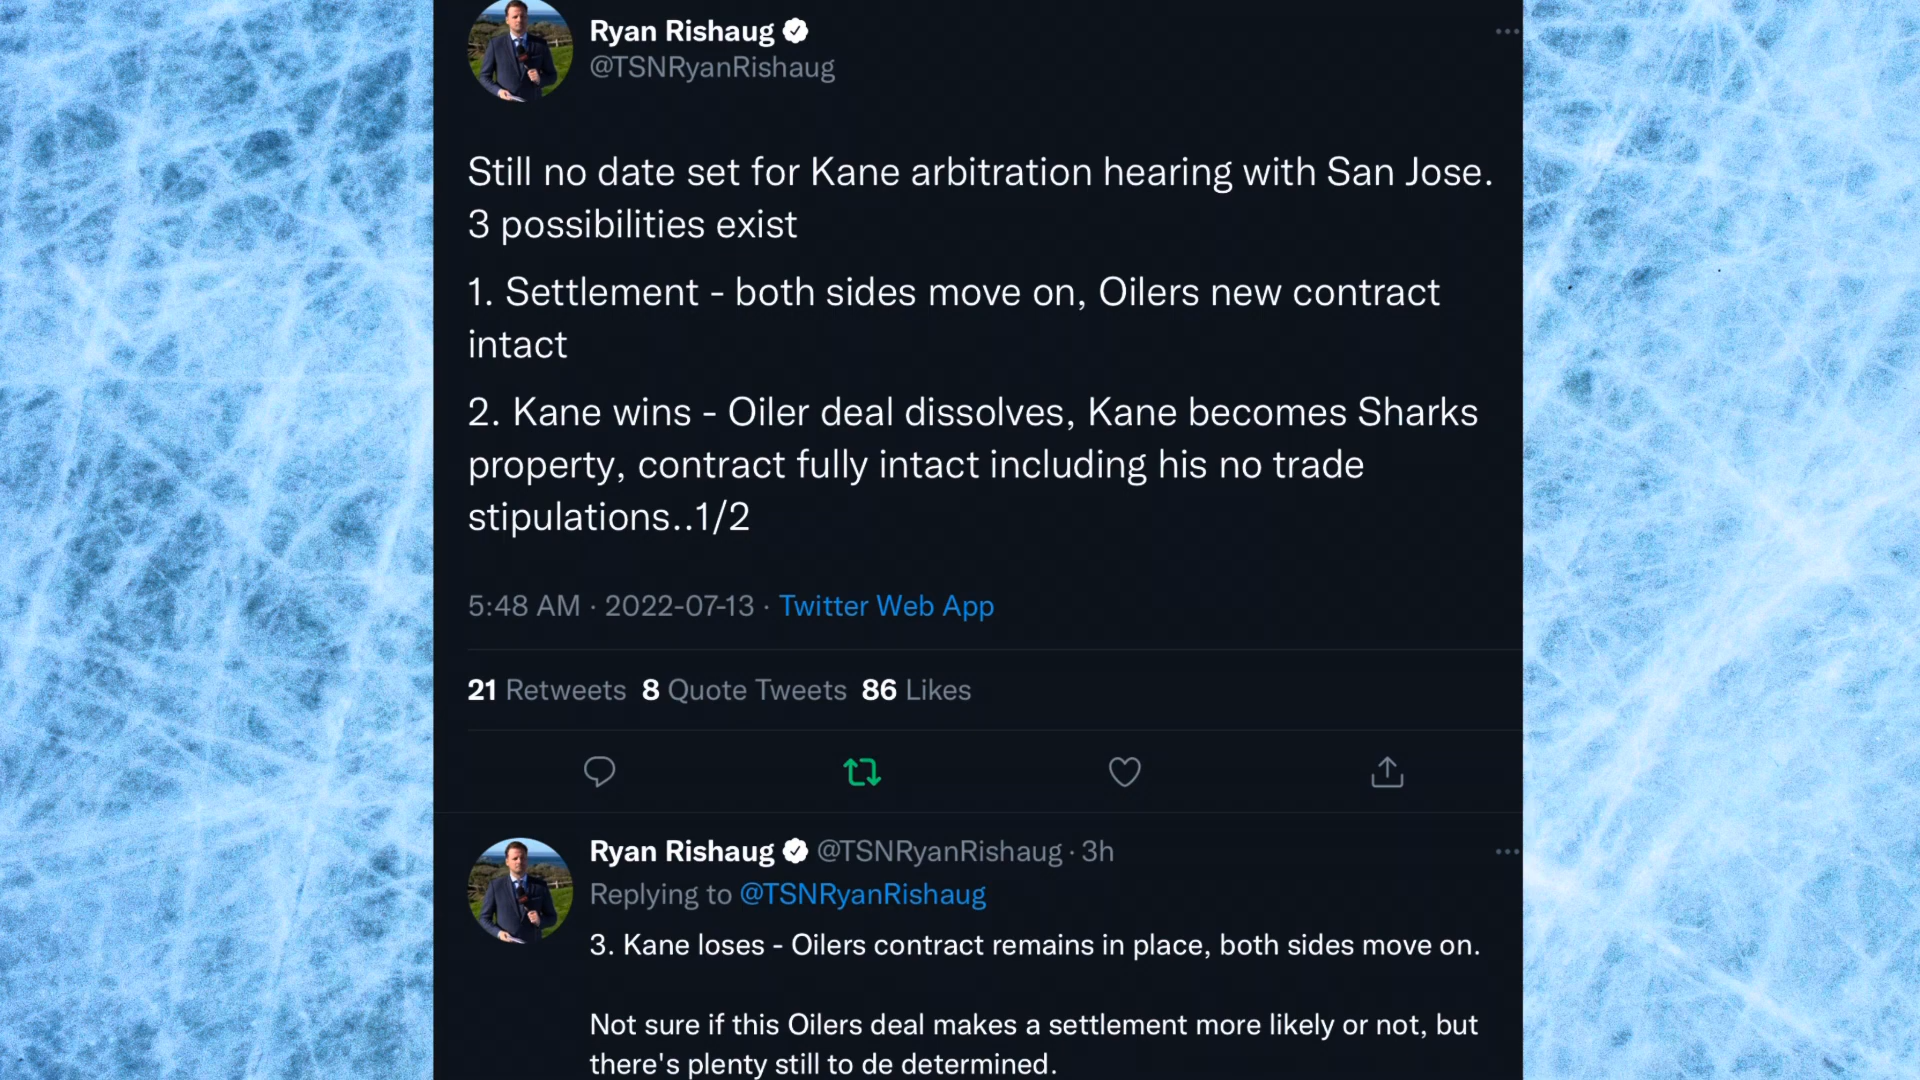 Ryan Rishaug
@TSNRyanRishaug
Still no date set for Kane arbitration hearing with San Jose.
3 possibilities exist
1. Settlement - both sides move on, Oilers new contract
intact
2. Kane wins - Oiler deal dissolves, Kane becomes Sharks
property, contract fully intact including his no trade
stipulations..1/2
5:48 AM · 2022-07-13 · Twitter Web App
21 Retweets 8 Quote Tweets 86 Likes
Ryan Rishaug @TSNRyanRishaug · 3h
Replying to @TSNRyanRishaug
3. Kane loses - Oilers contract remains in place, both sides move on.
Not sure if this Oilers deal makes a settlement more likely or not, but
there's plenty still to de determined.